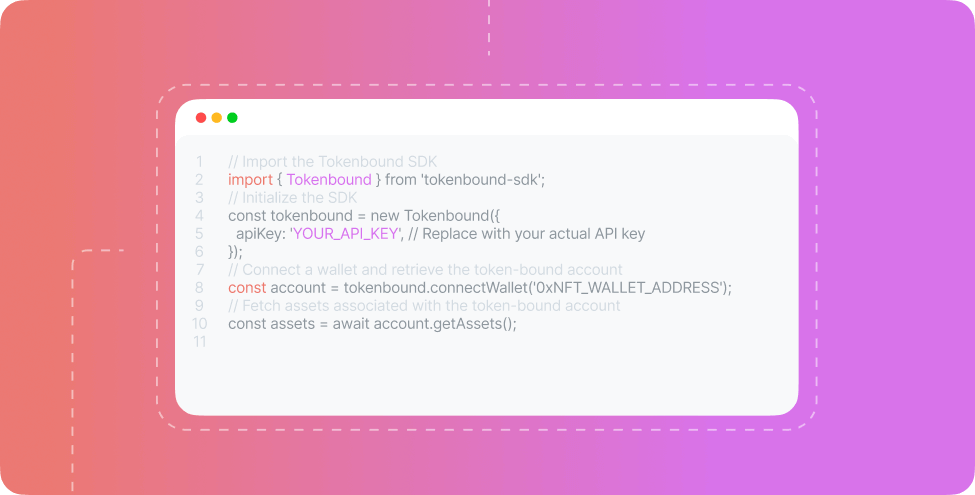 1 // Import the Tokenbound SDK
2 import { Tokenbound } from 'tokenbound-sdk';
3 // Initialize the SDK
4 const tokenbound = new Tokenbound({
5 apiKey: 'YOUR_API_KEY', // Replace with your actual API key
6 });
7 // Connect a wallet and retrieve the token-bound account
8 const account = tokenbound.connectWallet('0xNFT_WALLET_ADDRESS');
9 // Fetch assets associated with the token-bound account
10 const assets = await account.getAssets();
11